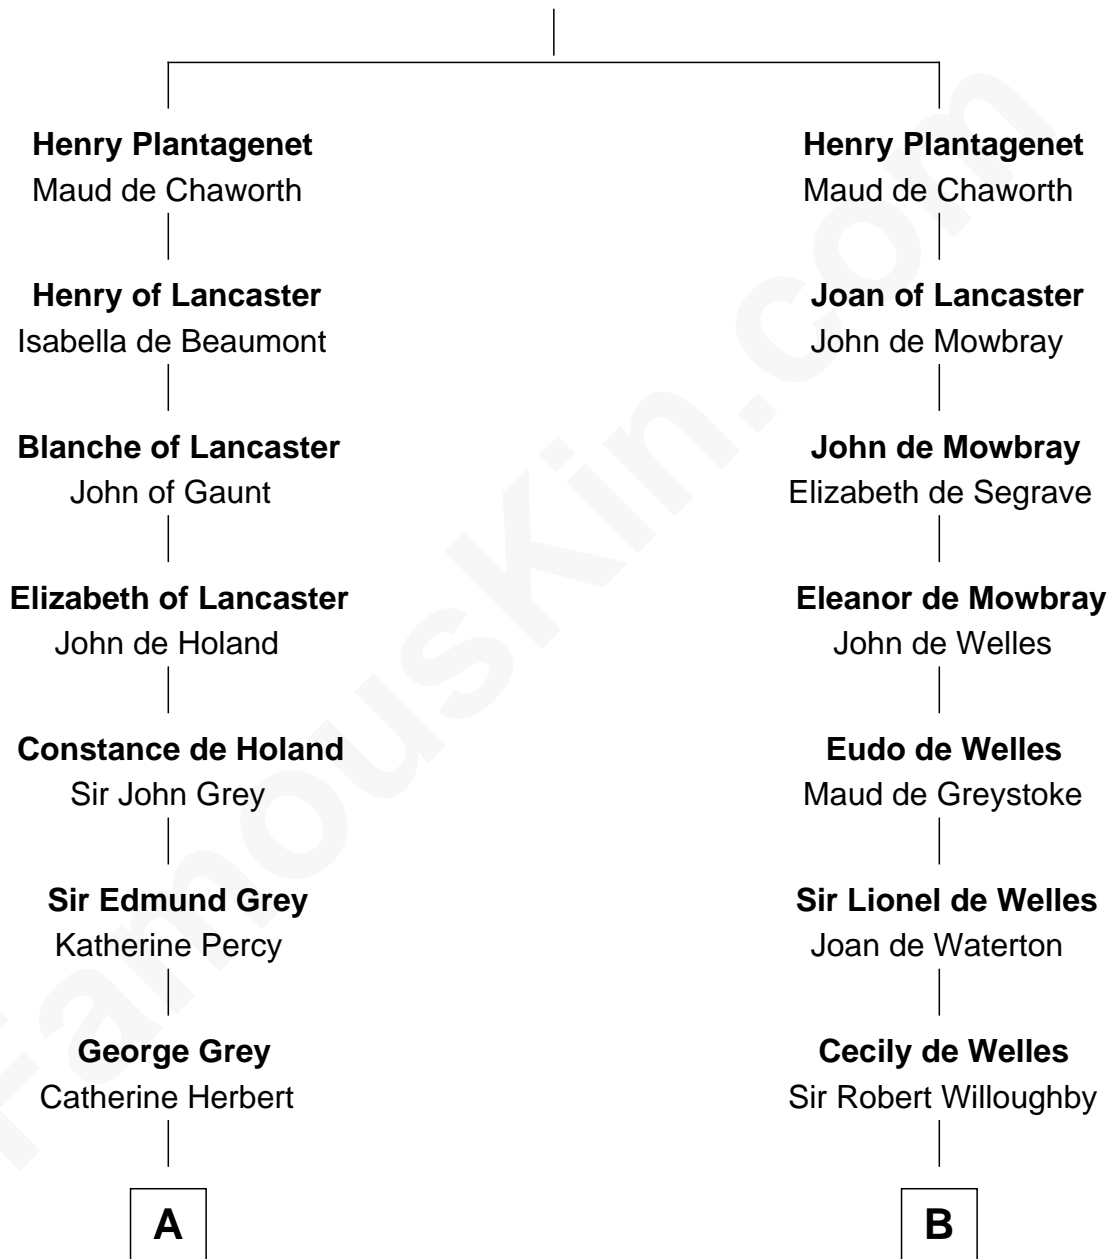 Henry Plantagenet Henry Plantagenet
Maud de Chaworth Maud de Chaworth
Henry of Lancaster Joan of Lancaster
Isabella de Beaumont John de Mowbray
Blanche of Lancaster John de Mowbray
John of Gaunt Elizabeth de Segrave
Elizabeth of Lancaster Eleanor de Mowbray
John de Holand John de Welles
Constance de Holand Eudo de Welles
Sir John Grey Maud de Greystoke
Sir Edmund Grey Sir Lionel de Welles
Katherine Percy Joan de Waterton
George Grey Cecily de Welles
Catherine Herbert Sir Robert Willoughby
A B
FamousKin.com